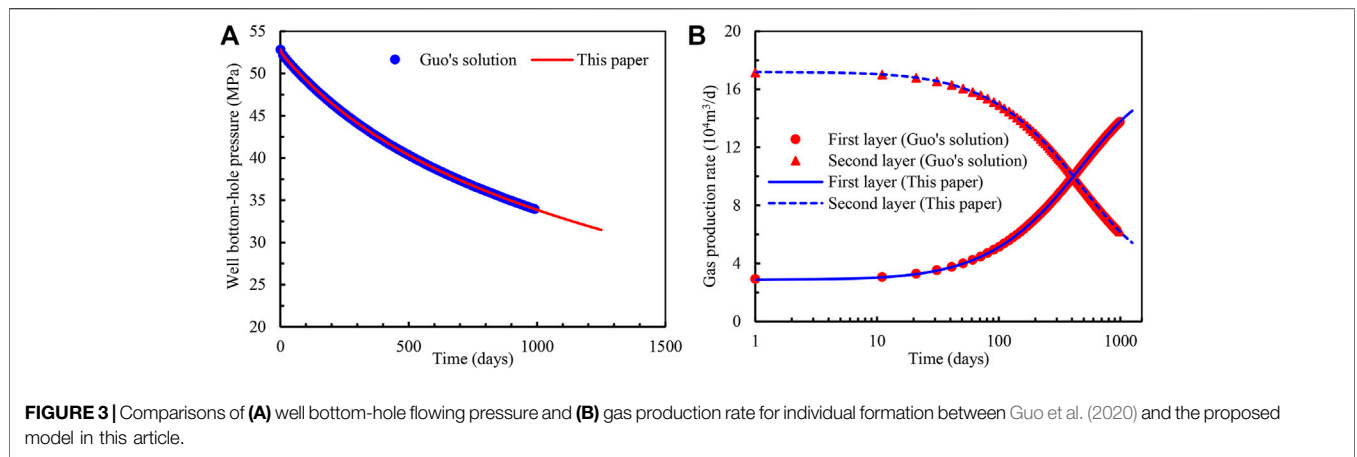 A
55
50
45
40
35
30
25
20
Well bottom-hole pressure (MPa)
Guo's solution
This paper
0
500
1000
1500
Time (days)
B
20
16
12
8
4
0
Gas production rate (10⁴m³/d)
First layer (Guo's solution)
Second layer (Guo's solution)
First layer (This paper)
Second layer (This paper)
1
10
100
1000
Time (days)
FIGURE 3 | Comparisons of (A) well bottom-hole flowing pressure and (B) gas production rate for individual formation between Guo et al. (2020) and the proposed
model in this article.